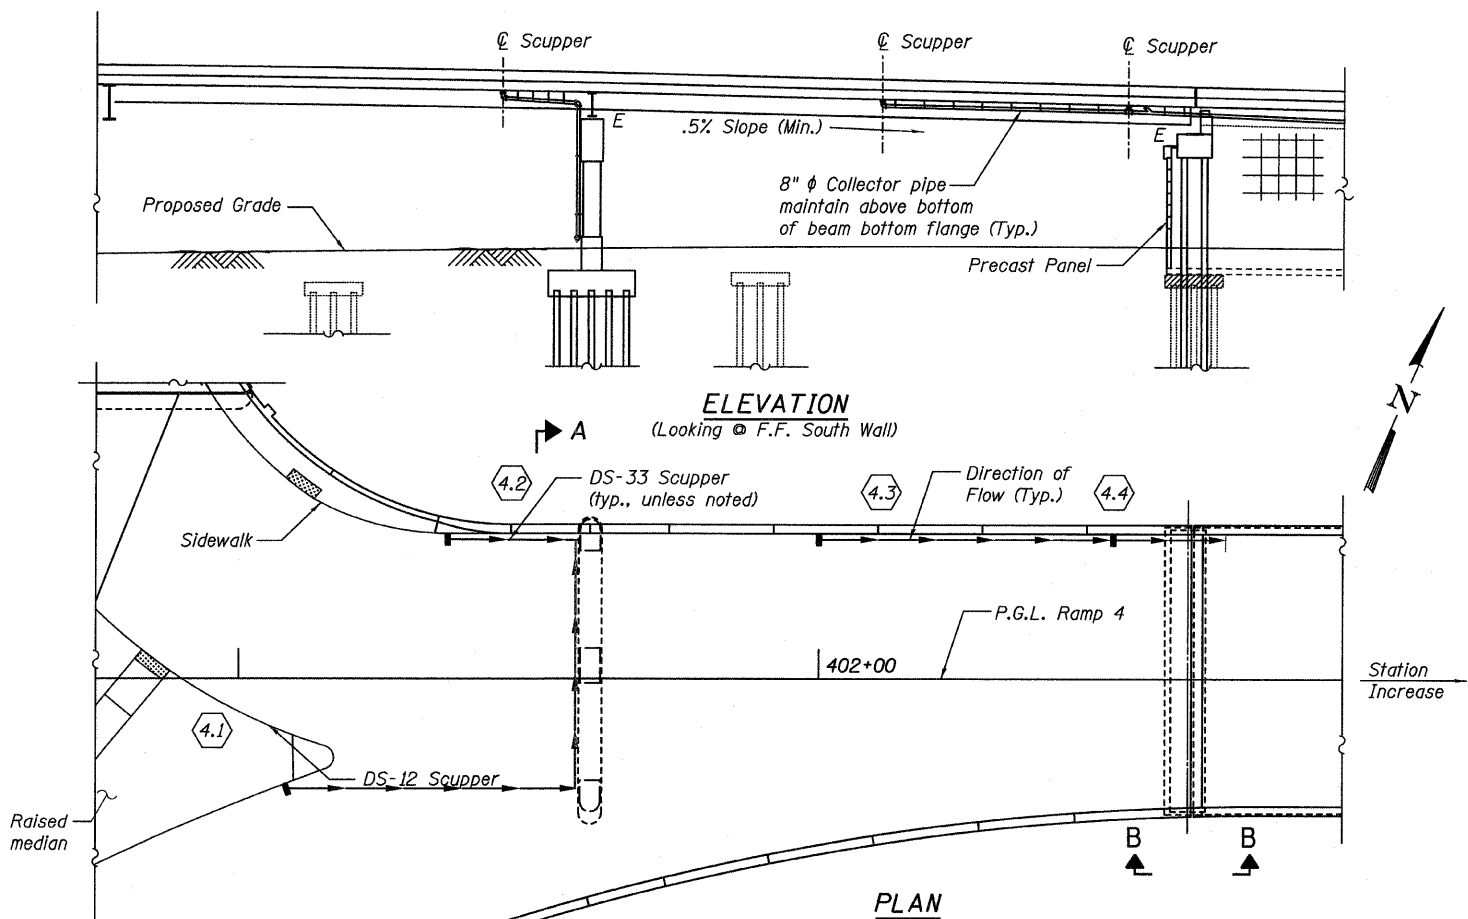 ℄ Scupper
℄ Scupper
℄ Scupper
E
.5% Slope (Min.)
E
8" ϕ Collector pipe
maintain above bottom
of beam bottom flange (Typ.)
Proposed Grade
Precast Panel
ELEVATION
(Looking @ F.F. South Wall)
N
A
4.2
DS-33 Scupper
(typ., unless noted)
4.3
Direction of
Flow (Typ.)
4.4
Sidewalk
P.G.L. Ramp 4
402+00
Station
Increase
4.1
DS-12 Scupper
Raised
median
B
B
PLAN